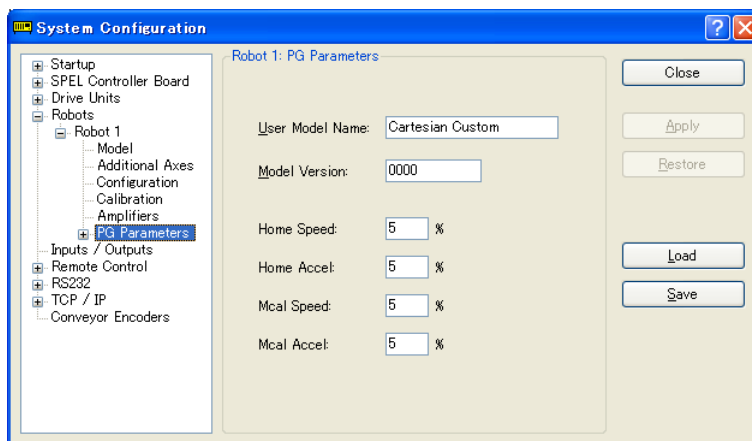 System Configuration
Startup
SPEL Controller Board
Drive Units
Robots
Robot 1
Model
Additional Axes
Configuration
Calibration
Amplifiers
PG Parameters
Inputs / Outputs
Remote Control
RS232
TCP / IP
Conveyor Encoders
Robot 1: PG Parameters
User Model Name: Cartesian Custom
Model Version: 0000
Home Speed: 5 %
Home Accel: 5 %
Mcal Speed: 5 %
Mcal Accel: 5 %
Close
Apply
Restore
Load
Save